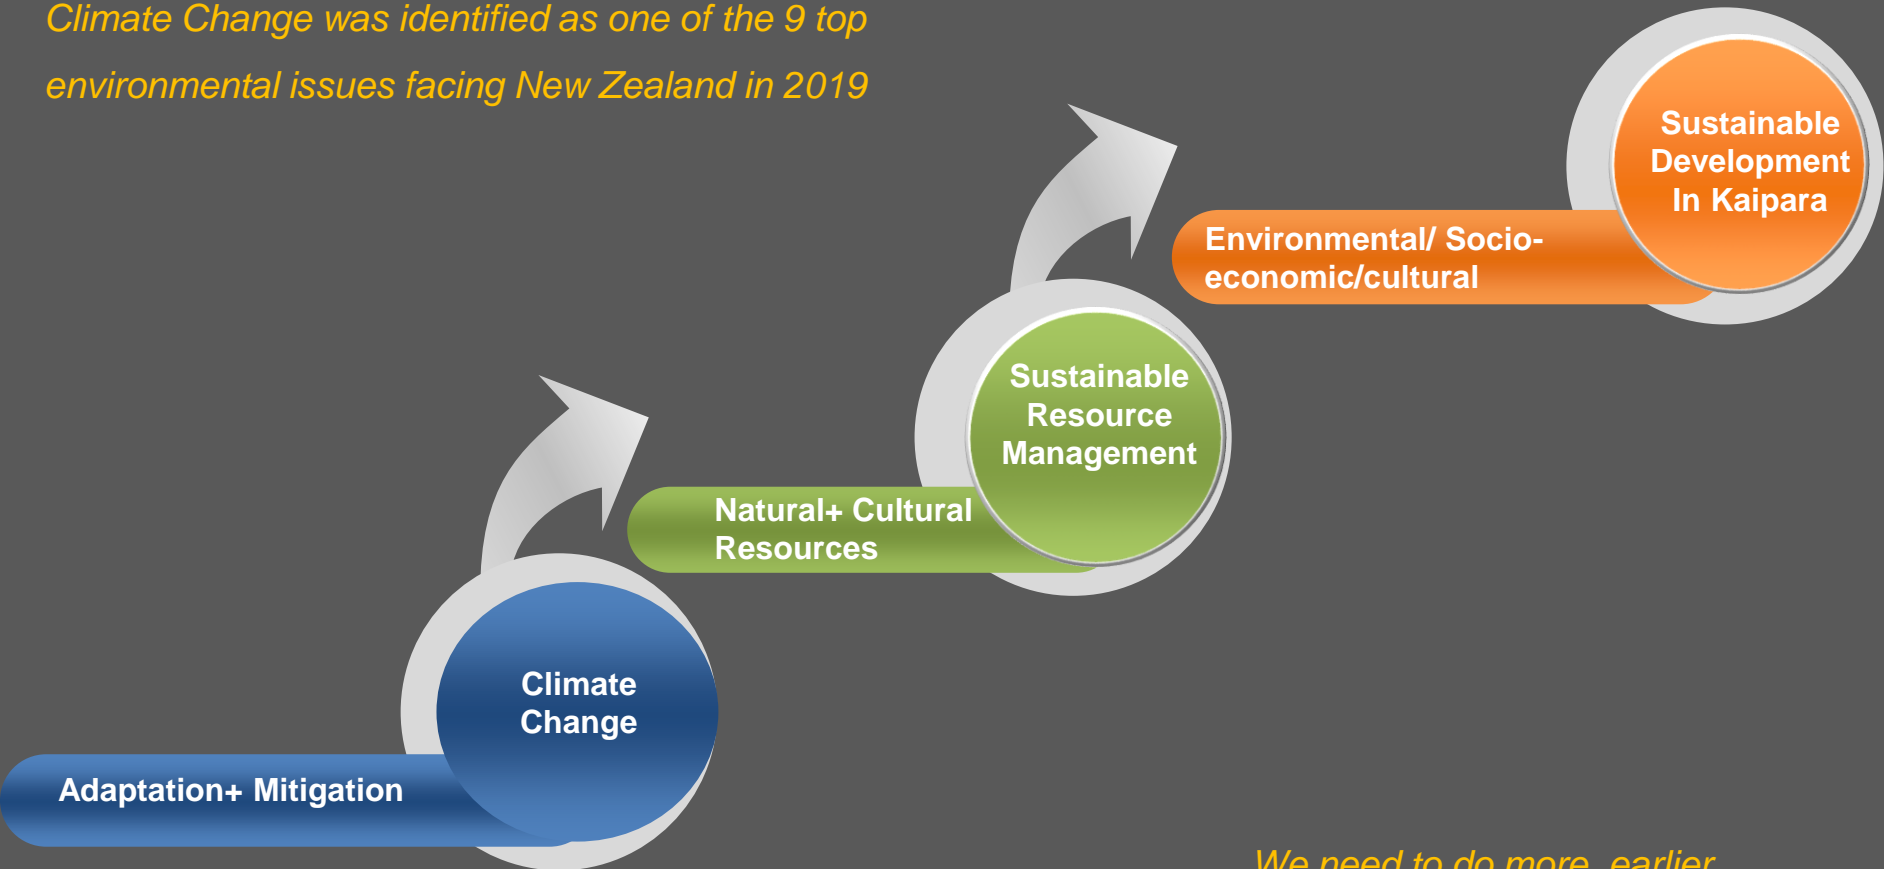 Climate Change was identified as one of the 9 top
environmental issues facing New Zealand in 2019
Sustainable
Development
In Kaipara
Environmental/ Socio-
economic/cultural
Sustainable
Resource
Management
Natural+ Cultural
Resources
Climate
Change
Adaptation+ Mitigation
We need to do more, earlier